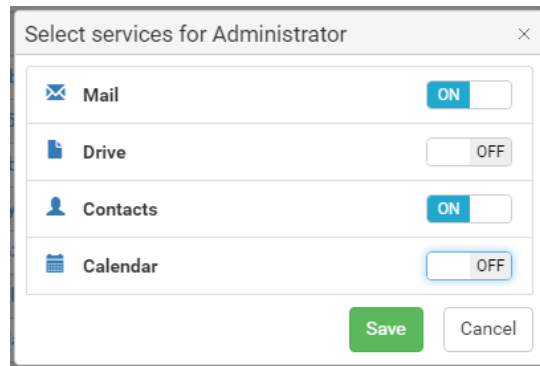 Select services for Administrator
Mail ON
Drive OFF
Contacts ON
Calendar OFF
Save Cancel